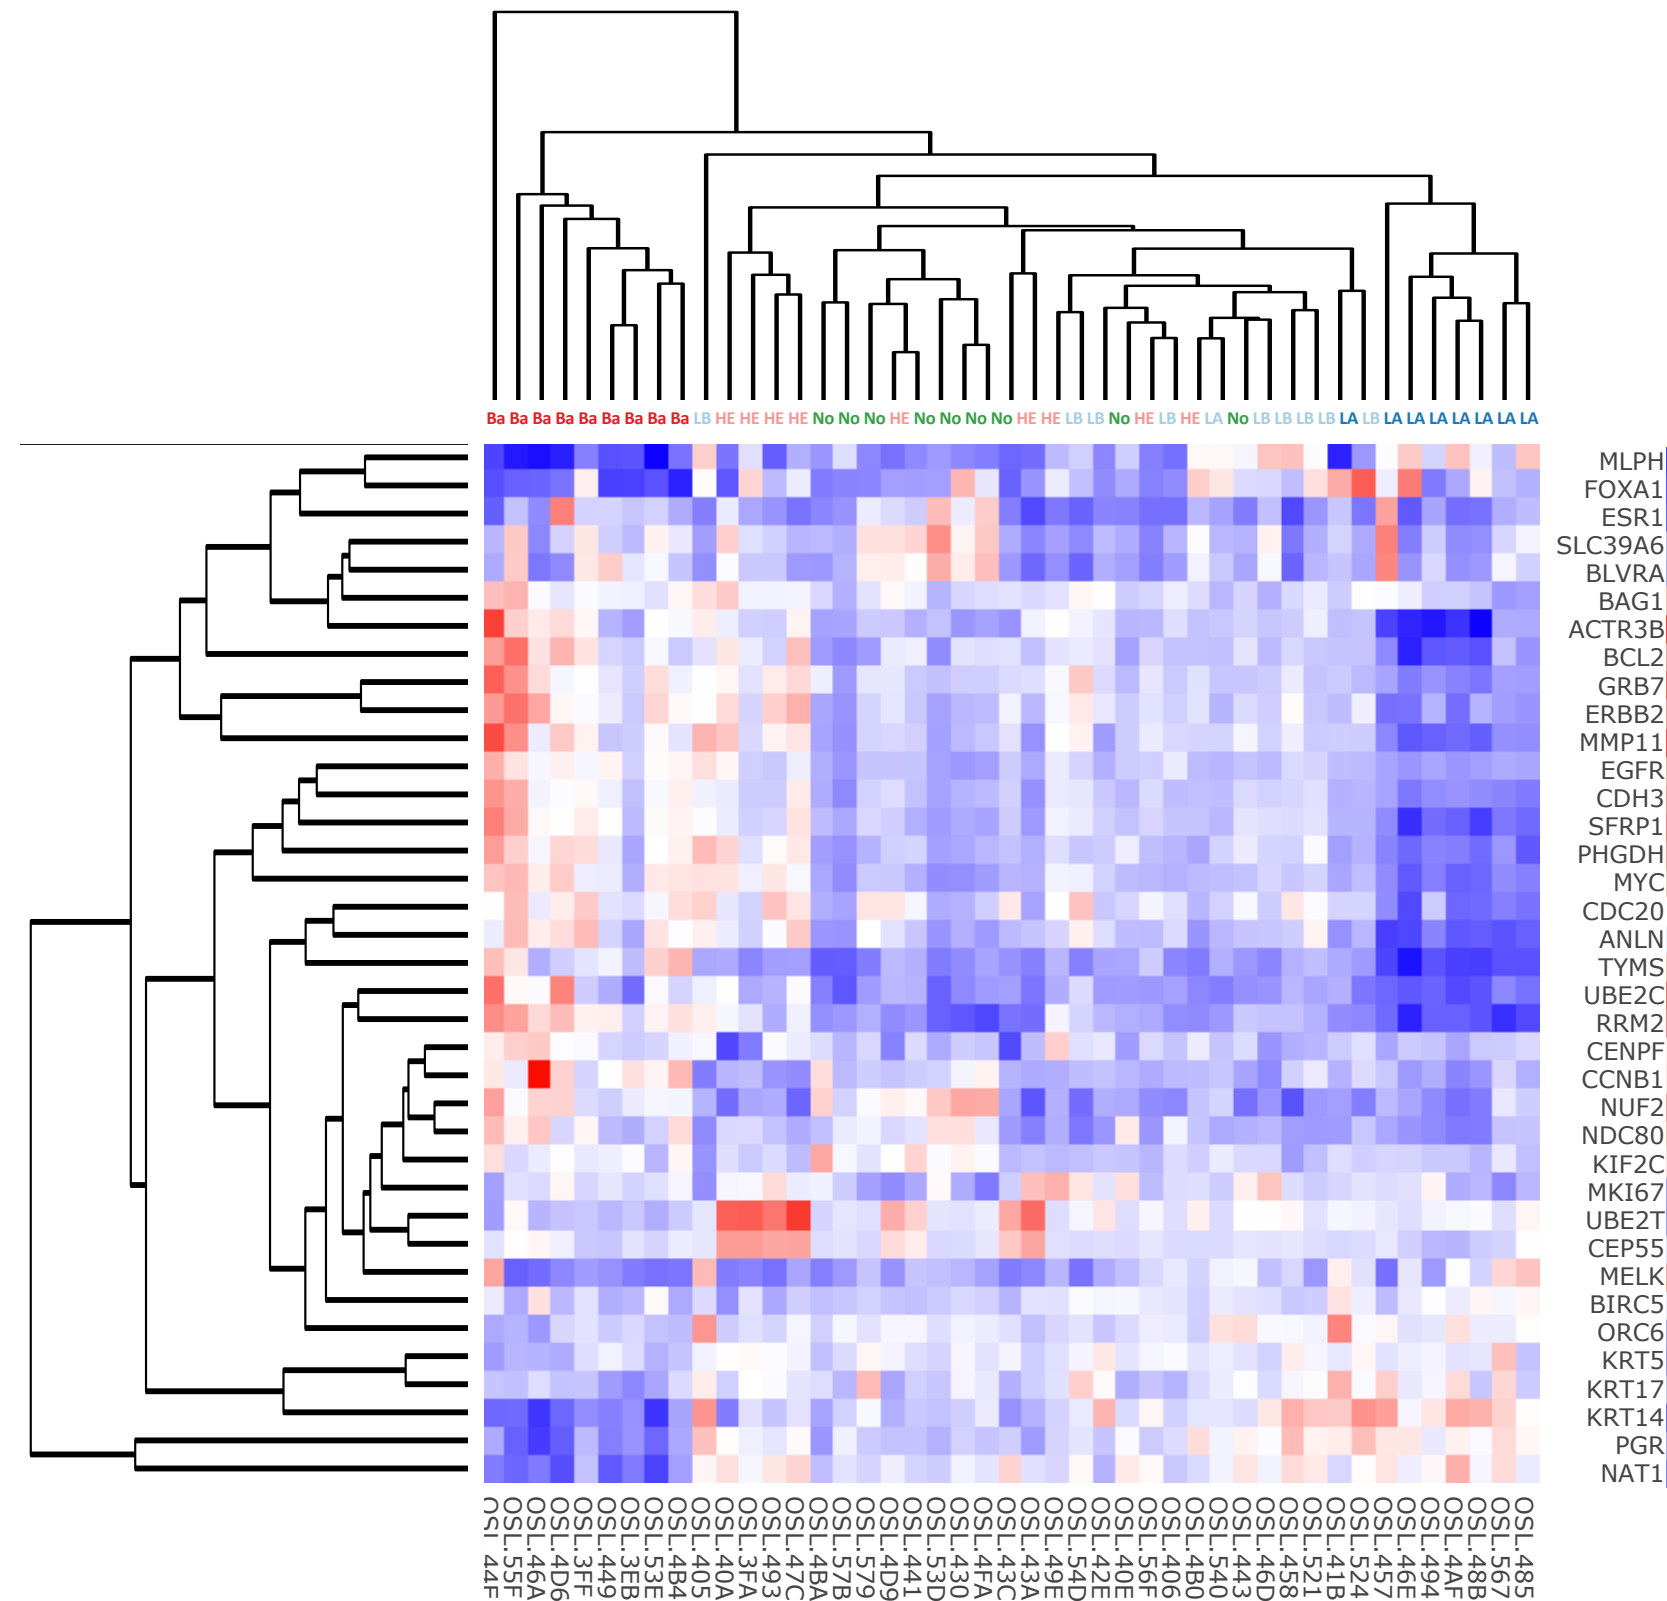 Ba Ba Ba Ba Ba Ba Ba Ba Ba LB HE HE HE HE No No No HE No No No No HE HE LB LB No HE LB HE LA No LB LB LB LB LA LB LA LA LA LA LA LA LA
MLPH
FOXA1
ESR1
SLC39A6
BLVRA
BAG1
ACTR3B
BCL2
GRB7
ERBB2
MMP11
EGFR
CDH3
SFRP1
PHGDH
MYC
CDC20
ANLN
TYMS
UBE2C
RRM2
CENPF
CCNB1
NUF2
NDC80
KIF2C
MKI67
UBE2T
CEP55
MELK
BIRC5
ORC6
KRT5
KRT17
KRT14
PGR
NAT1
OSL.44F
OSL.55F
OSL.46A
OSL.4D6
OSL.3FF
OSL.449
OSL.3EB
OSL.53E
OSL.4B4
OSL.405
OSL.40A
OSL.3FA
OSL.493
OSL.47C
OSL.4BA
OSL.57B
OSL.579
OSL.4D9
OSL.441
OSL.53D
OSL.430
OSL.4FA
OSL.43C
OSL.43A
OSL.49E
OSL.54D
OSL.42E
OSL.40E
OSL.56F
OSL.406
OSL.4B0
OSL.540
OSL.443
OSL.46D
OSL.458
OSL.521
OSL.41B
OSL.524
OSL.457
OSL.46E
OSL.494
OSL.4AF
OSL.48B
OSL.567
OSL.485